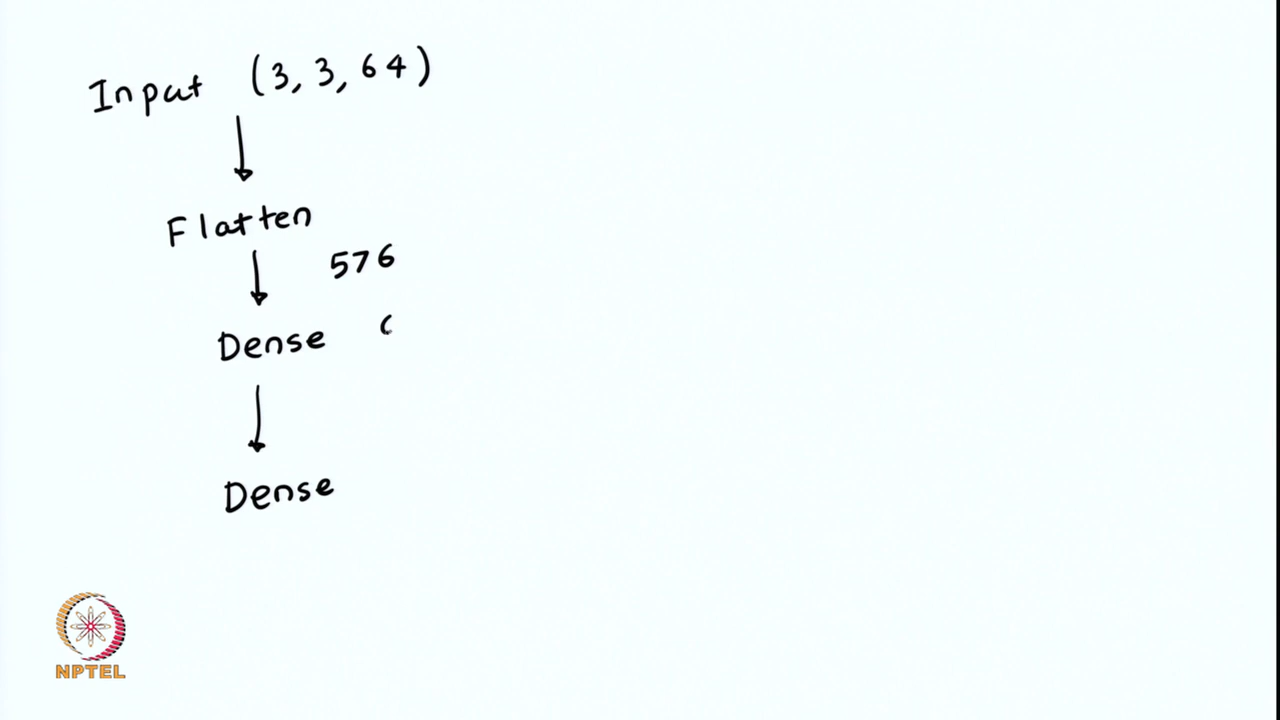 Input (3, 3, 64)
Flatten
576
Dense (
Dense
NPTEL